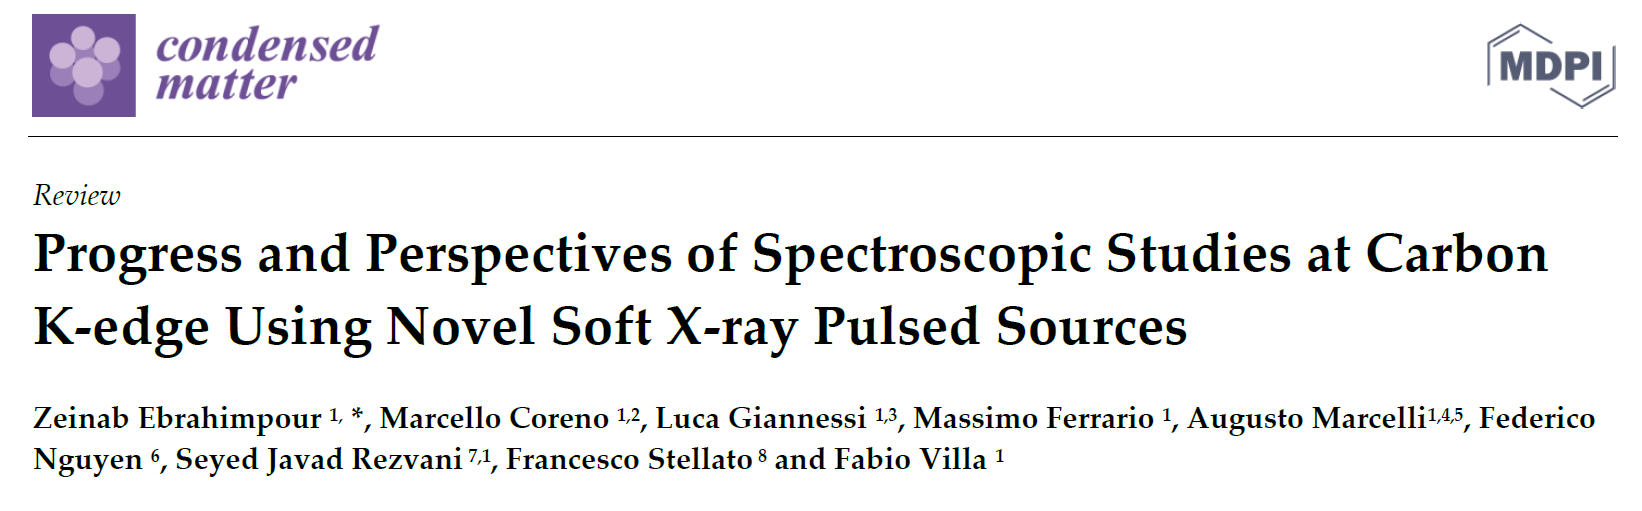 condensed
matter
MDPI
Review
Progress and Perspectives of Spectroscopic Studies at Carbon
K-edge Using Novel Soft X-ray Pulsed Sources
Zeinab Ebrahimpour 1, *, Marcello Coreno 1,2, Luca Giannessi 1,3, Massimo Ferrario 1, Augusto Marcelli1,4,5, Federico
Nguyen 6, Seyed Javad Rezvani 7,1, Francesco Stellato 8 and Fabio Villa 1